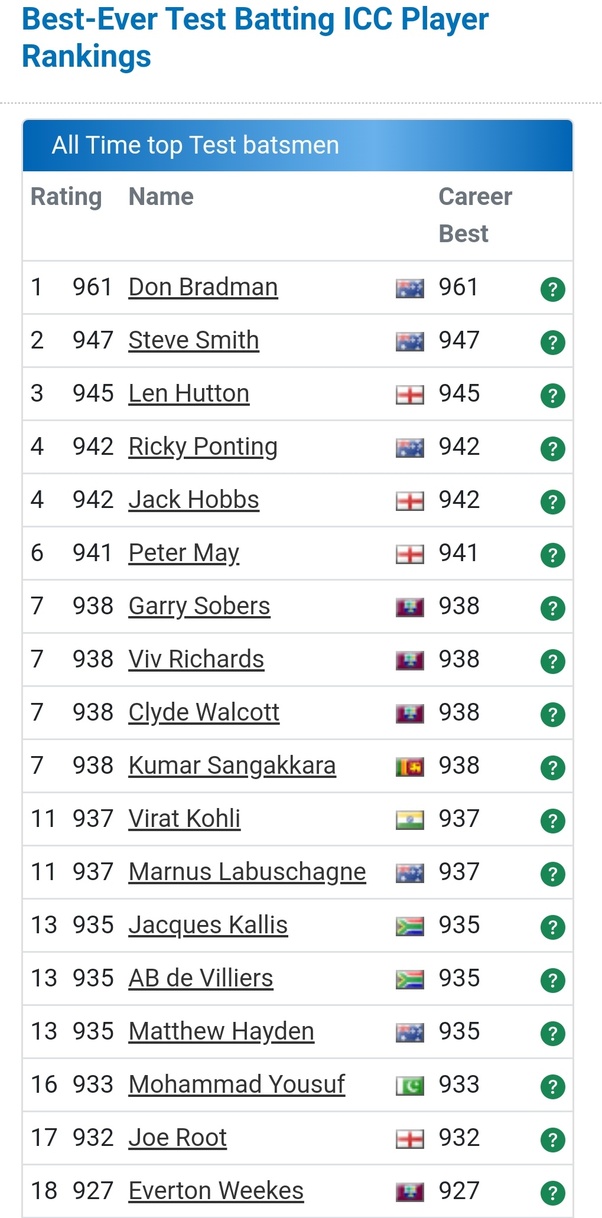 Best-Ever Test Batting ICC Player
Rankings
All Time top Test batsmen
Rating Name Career
Best
1 961 Don Bradman 961 ?
2 947 Steve Smith 947 ?
3 945 Len Hutton 945 ?
4 942 Ricky Ponting 942 ?
4 942 Jack Hobbs 942 ?
6 941 Peter May 941 ?
7 938 Garry Sobers 938 ?
7 938 Viv Richards 938 ?
7 938 Clyde Walcott 938 ?
7 938 Kumar Sangakkara 938 ?
11 937 Virat Kohli 937 ?
11 937 Marnus Labuschagne 937 ?
13 935 Jacques Kallis 935 ?
13 935 AB de Villiers 935 ?
13 935 Matthew Hayden 935 ?
16 933 Mohammad Yousuf 933 ?
17 932 Joe Root 932 ?
18 927 Everton Weekes 927 ?